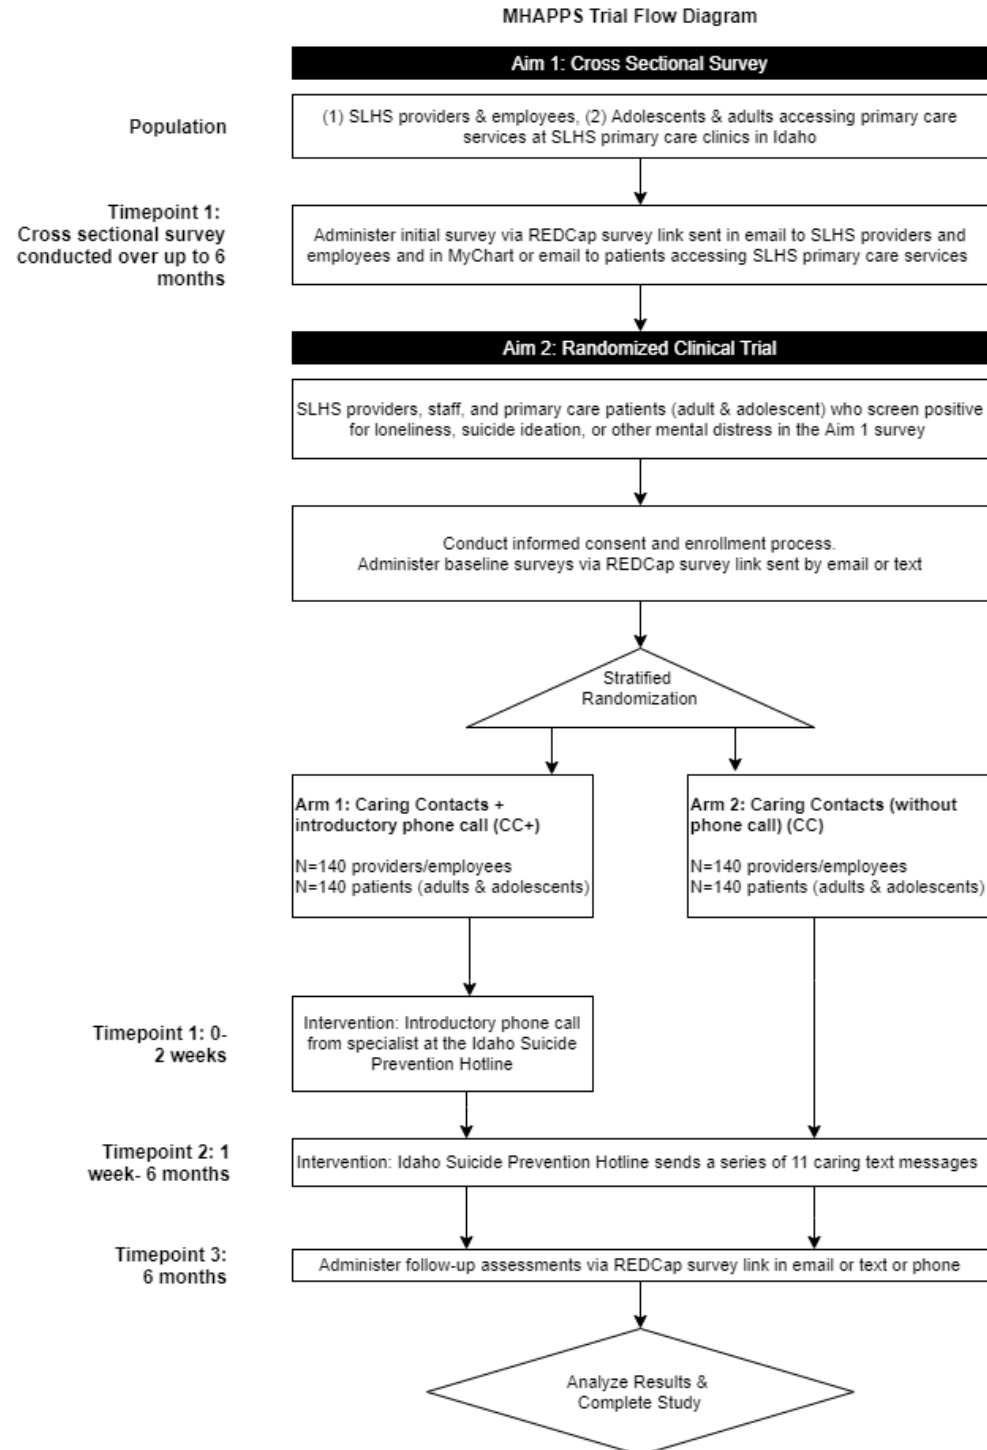 MHAPPS Trial Flow Diagram
Aim 1: Cross Sectional Survey
Population
(1) SLHS providers & employees, (2) Adolescents & adults accessing primary care
services at SLHS primary care clinics in Idaho
Timepoint 1:
Cross sectional survey
conducted over up to 6
months
Administer initial survey via REDCap survey link sent in email to SLHS providers and
employees and in MyChart or email to patients accessing SLHS primary care services
Aim 2: Randomized Clinical Trial
SLHS providers, staff, and primary care patients (adult & adolescent) who screen positive
for loneliness, suicide ideation, or other mental distress in the Aim 1 survey
Conduct informed consent and enrollment process.
Administer baseline surveys via REDCap survey link sent by email or text
Stratified
Randomization
Arm 1: Caring Contacts +
introductory phone call (CC+)
N=140 providers/employees
N=140 patients (adults & adolescents)
Arm 2: Caring Contacts (without
phone call) (CC)
N=140 providers/employees
N=140 patients (adults & adolescents)
Timepoint 1: 0-
2 weeks
Intervention: Introductory phone call
from specialist at the Idaho Suicide
Prevention Hotline
Timepoint 2: 1
week- 6 months
Intervention: Idaho Suicide Prevention Hotline sends a series of 11 caring text messages
Timepoint 3:
6 months
Administer follow-up assessments via REDCap survey link in email or text or phone
Analyze Results &
Complete Study